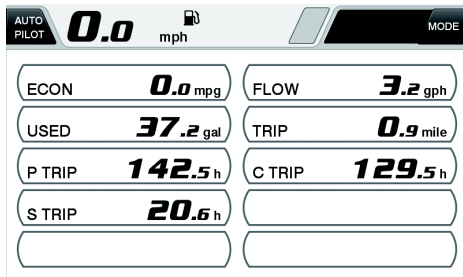 AUTO
PILOT
0.0 mph
MODE
ECON 0.0 mpg
FLOW 3.2 gph
USED 37.2 gal
TRIP 0.9 mile
P TRIP 142.5 h
C TRIP 129.5 h
S TRIP 20.6 h